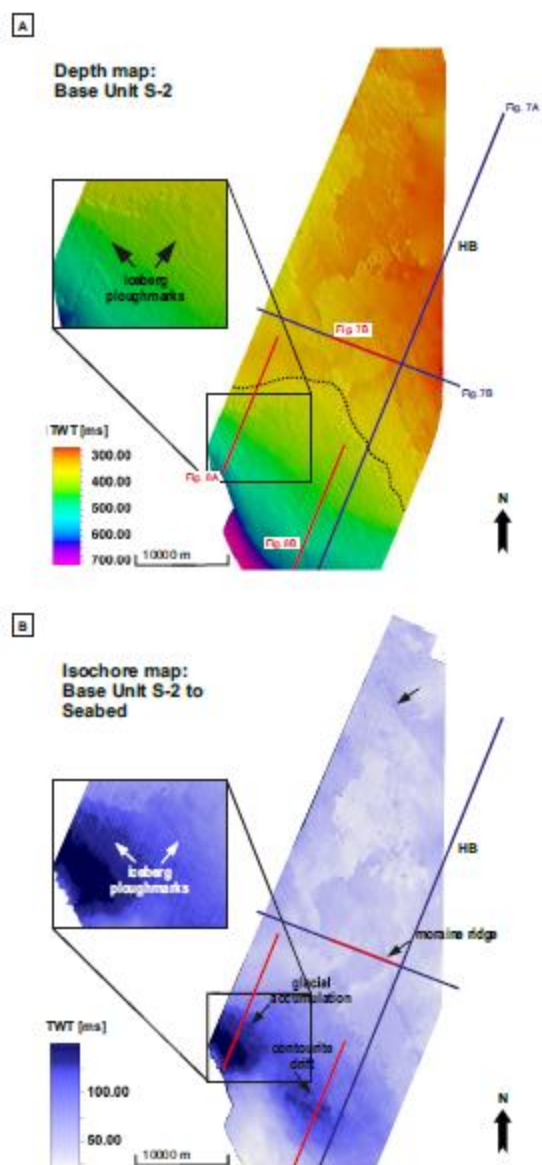 A
Depth map:
Base Unit S-2
Fig. 7A
HB
iceberg
ploughmarks
Fig. 7B
Fig. 7B
TWT [ms]
300.00
400.00
500.00
600.00
700.00
Fig. 8A
Fig. 8B
10000 m
N
B
Isochore map:
Base Unit S-2 to
Seabed
HB
iceberg
ploughmarks
moraine ridge
glacial
accumulation
contourite
drift
TWT [ms]
100.00
50.00
10000 m
N